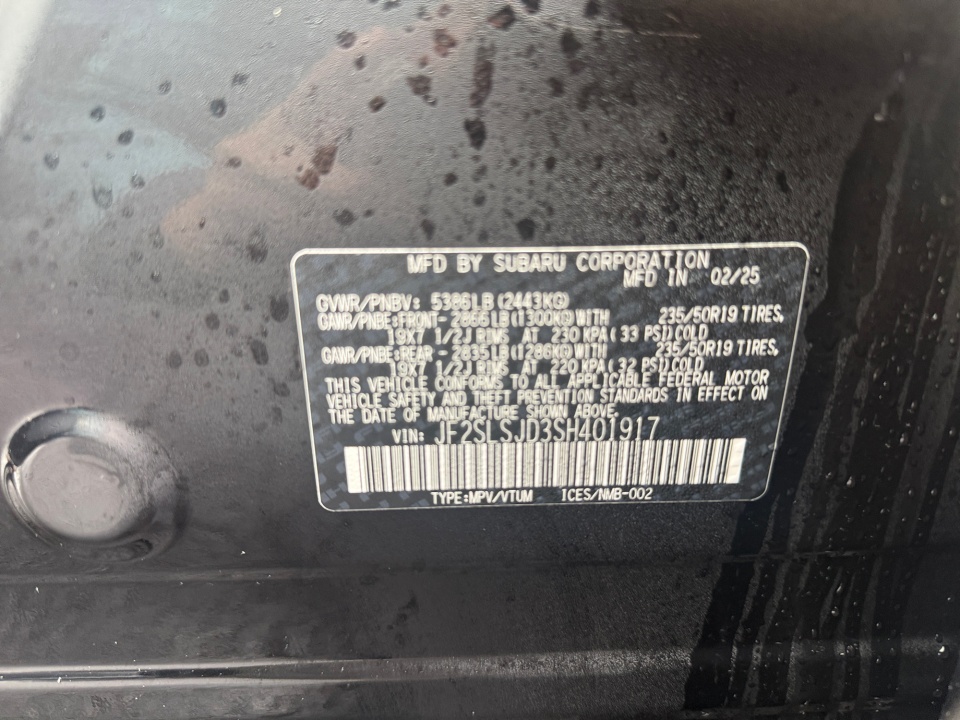 MFD BY SUBARU CORPORATION
MFD IN 02/25
GVWR/PNBV: 5386LB(2443KG)
GAWR/PNBE:FRONT- 2866LB(1300KG)WITH 235/50R19 TIRES,
19X7 1/2J RIMS AT 230 KPA(33 PSI)COLD
GAWR/PNBE:REAR - 2835LB(1286KG)WITH 235/50R19 TIRES,
19X7 1/2J RIMS AT 220 KPA(32 PSI)COLD
THIS VEHICLE CONFORMS TO ALL APPLICABLE FEDERAL MOTOR
VEHICLE SAFETY AND THEFT PREVENTION STANDARDS IN EFFECT ON
THE DATE OF MANUFACTURE SHOWN ABOVE.
VIN: JF2SLSJD3SH401917
TYPE:MPV/VTUM ICES/NMB-002